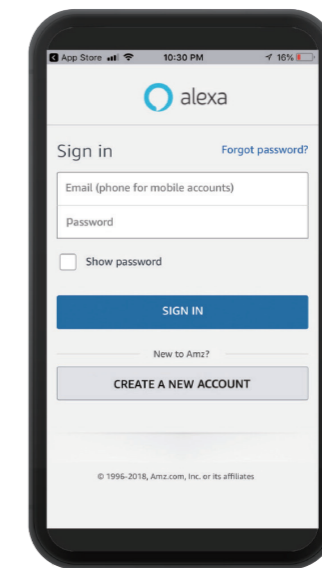 App Store 10:30 PM 16%
alexa
Sign in Forgot password?
Email (phone for mobile accounts)
Password
Show password
SIGN IN
New to Amz?
CREATE A NEW ACCOUNT
© 1996-2018, Amz.com, Inc. or its affiliates